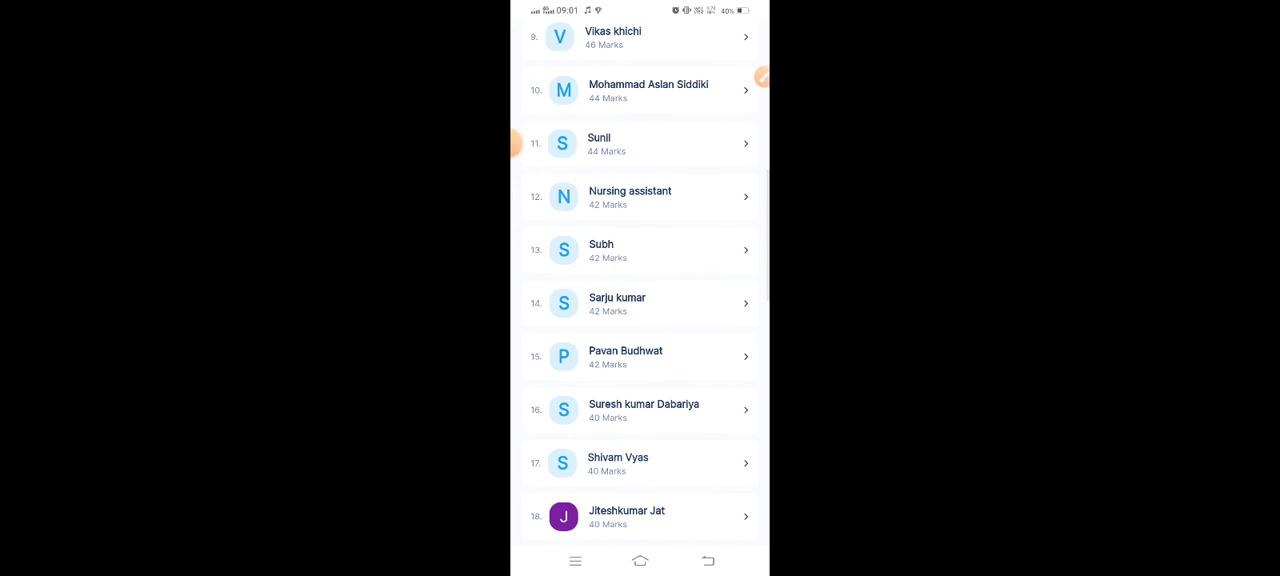 09:01
40%
9.
V
Vikas khichi
46 Marks
10.
M
Mohammad Aslan Siddiki
44 Marks
11.
S
Sunil
44 Marks
12.
N
Nursing assistant
42 Marks
13.
S
Subh
42 Marks
14.
S
Sarju kumar
42 Marks
15.
P
Pavan Budhwat
42 Marks
16.
S
Suresh kumar Dabariya
40 Marks
17.
S
Shivam Vyas
40 Marks
18.
J
Jiteshkumar Jat
40 Marks